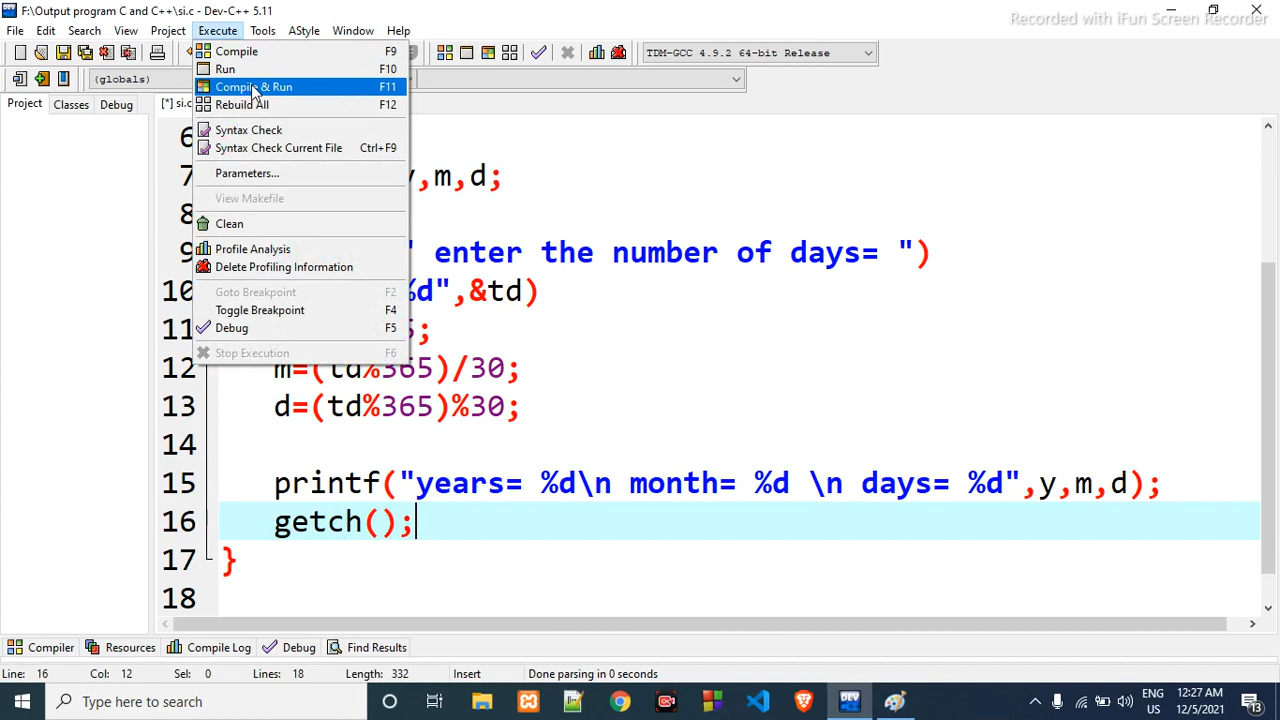 F:\Output program C and C++\si.c - Dev-C++ 5.11
Recorded with iFun Screen Recorder
File Edit Search View Project Execute Tools AStyle Window Help
TDM-GCC 4.9.2 64-bit Release
(globals)
Project Classes Debug [*] si.c
Compile F9
Run F10
Compile & Run F11
Rebuild All F12
Syntax Check
Syntax Check Current File Ctrl+F9
Parameters...
View Makefile
Clean
Profile Analysis
Delete Profiling Information
Goto Breakpoint F2
Toggle Breakpoint F4
Debug F5
Stop Execution F6
6
7 ,m,d;
8
9 " enter the number of days= ")
10 %d",&td)
11 ;
12 m=(td%365)/30;
13 d=(td%365)%30;
14
15 printf("years= %d\n month= %d \n days= %d",y,m,d);
16 getch();
17 }
18
Compiler Resources Compile Log Debug Find Results
Line: 16 Col: 12 Sel: 0 Lines: 18 Length: 332 Insert Done parsing in 0 seconds
Type here to search
ENG
US
12:27 AM
12/5/2021
13